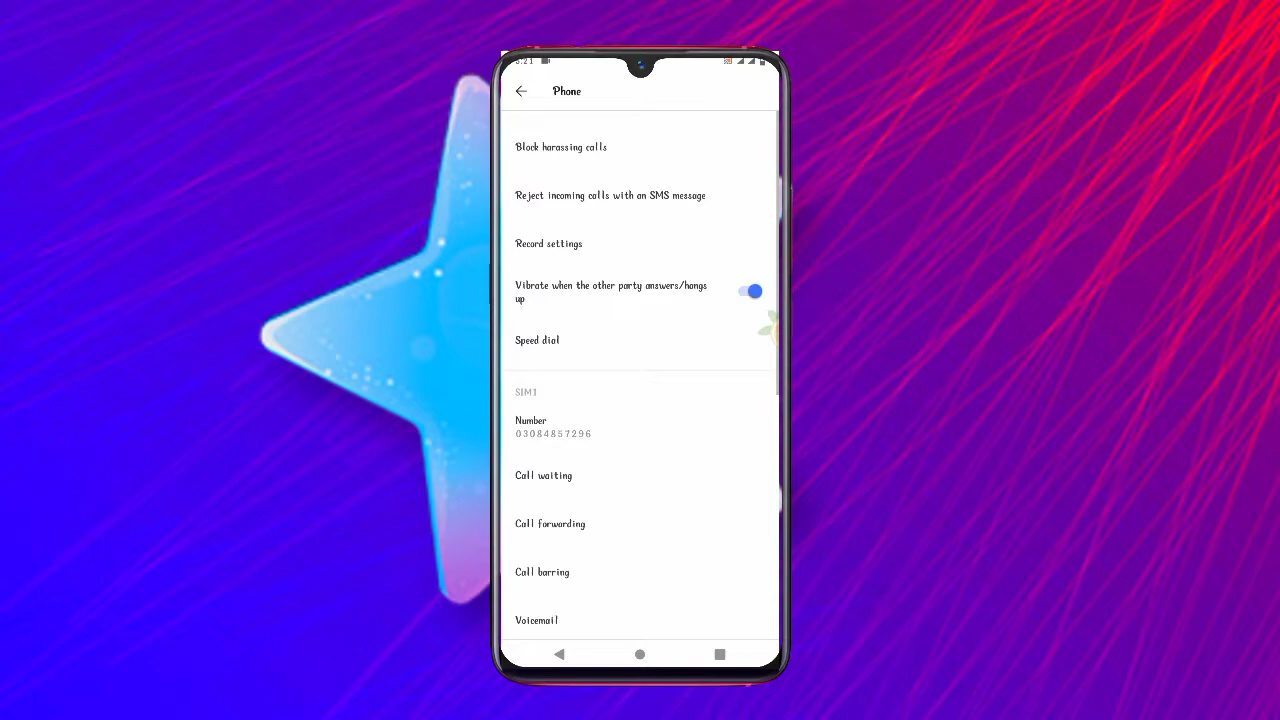 Phone
Block harassing calls
Reject incoming calls with an SMS message
Record settings
Vibrate when the other party answers/hangs
up
Speed dial
SIM1
Number
03084857296
Call waiting
Call forwarding
Call barring
Voicemail